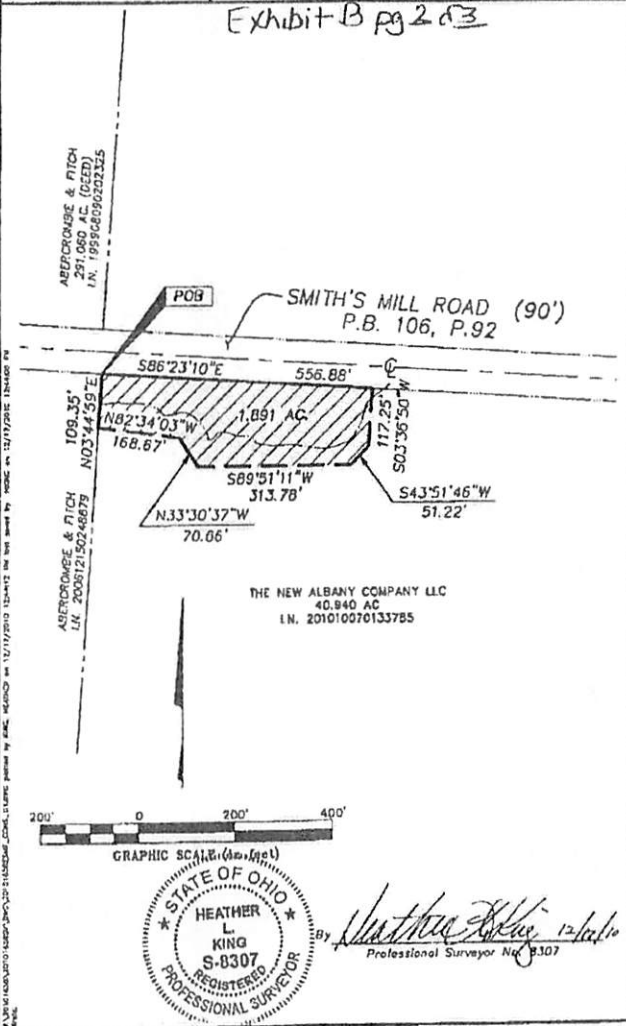 Exhibit B pg 2 of 3
ABERCROMBIE & FITCH
291.060 AC. (DEED)
I.N. 199908090202325
POB
SMITH'S MILL ROAD (90')
P.B. 106, P.92
S86°23'10"E 556.88'
℄
109.35'
N03°44'59"E
N82°34'03"W
168.67'
1.891 AC.
117.25'
S03°36'50"W
S89°51'11"W
313.78'
S43°51'46"W
51.22'
N33°30'37"W
70.66'
ABERCROMBIE & FITCH
I.N. 200612150248679
THE NEW ALBANY COMPANY LLC
40.940 AC
I.N. 201010070133785
200' 0 200' 400'
GRAPHIC SCALE (in feet)
STATE OF OHIO
HEATHER
L.
KING
S-8307
REGISTERED
PROFESSIONAL SURVEYOR
By Heather L King
Professional Surveyor No. 8307